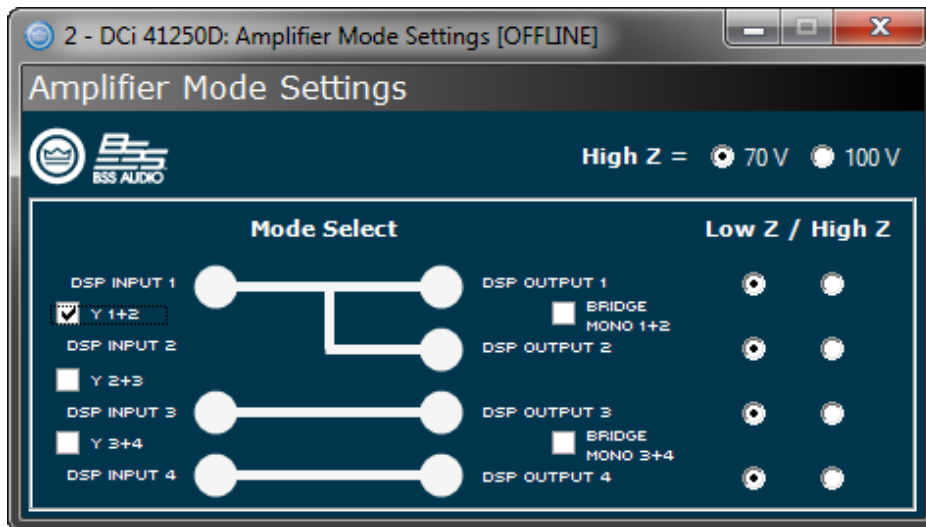 2 - DCi 41250D: Amplifier Mode Settings [OFFLINE]
Amplifier Mode Settings
BSS AUDIO
High Z = 70 V 100 V
Mode Select Low Z / High Z
DSP INPUT 1 DSP OUTPUT 1
Y 1+2 BRIDGE
MONO 1+2
DSP INPUT 2 DSP OUTPUT 2
Y 2+3
DSP INPUT 3 DSP OUTPUT 3
Y 3+4 BRIDGE
MONO 3+4
DSP INPUT 4 DSP OUTPUT 4